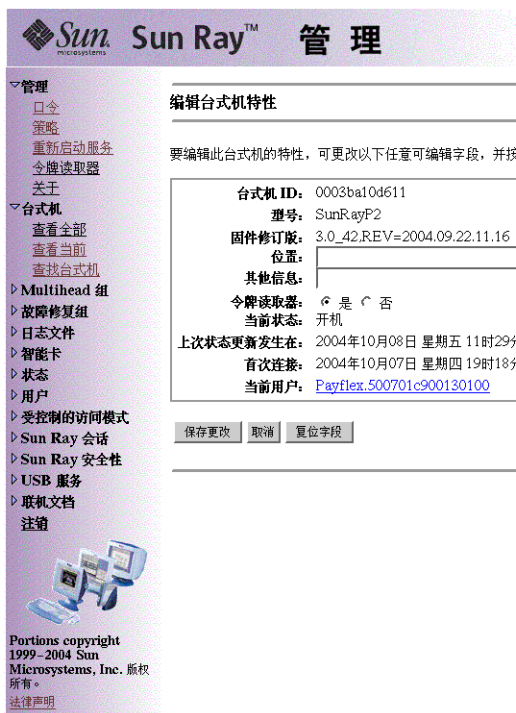 Sun microsystems Sun Ray™ 管 理
管理
口令
策略
重新启动服务
令牌读取器
关于
台式机
查看全部
查看当前
查找台式机
Multihead 组
故障修复组
日志文件
智能卡
状态
用户
受控制的访问模式
Sun Ray 会话
Sun Ray 安全性
USB 服务
联机文档
注销
Portions copyright
1999-2004 Sun
Microsystems, Inc. 版权
所有。
法律声明
编辑台式机特性
要编辑此台式机的特性，可更改以下任意可编辑字段，并按
台式机 ID： 0003ba10d611
型号： SunRayP2
固件修订版： 3.0_42,REV=2004.09.22.11.16
位置：
其他信息：
令牌读取器： 是 否
当前状态： 开机
上次状态更新发生在： 2004年10月08日 星期五 11时29分
首次连接： 2004年10月07日 星期四 19时18分
当前用户： Payflex.500701c900130100
保存更改 取消 复位字段